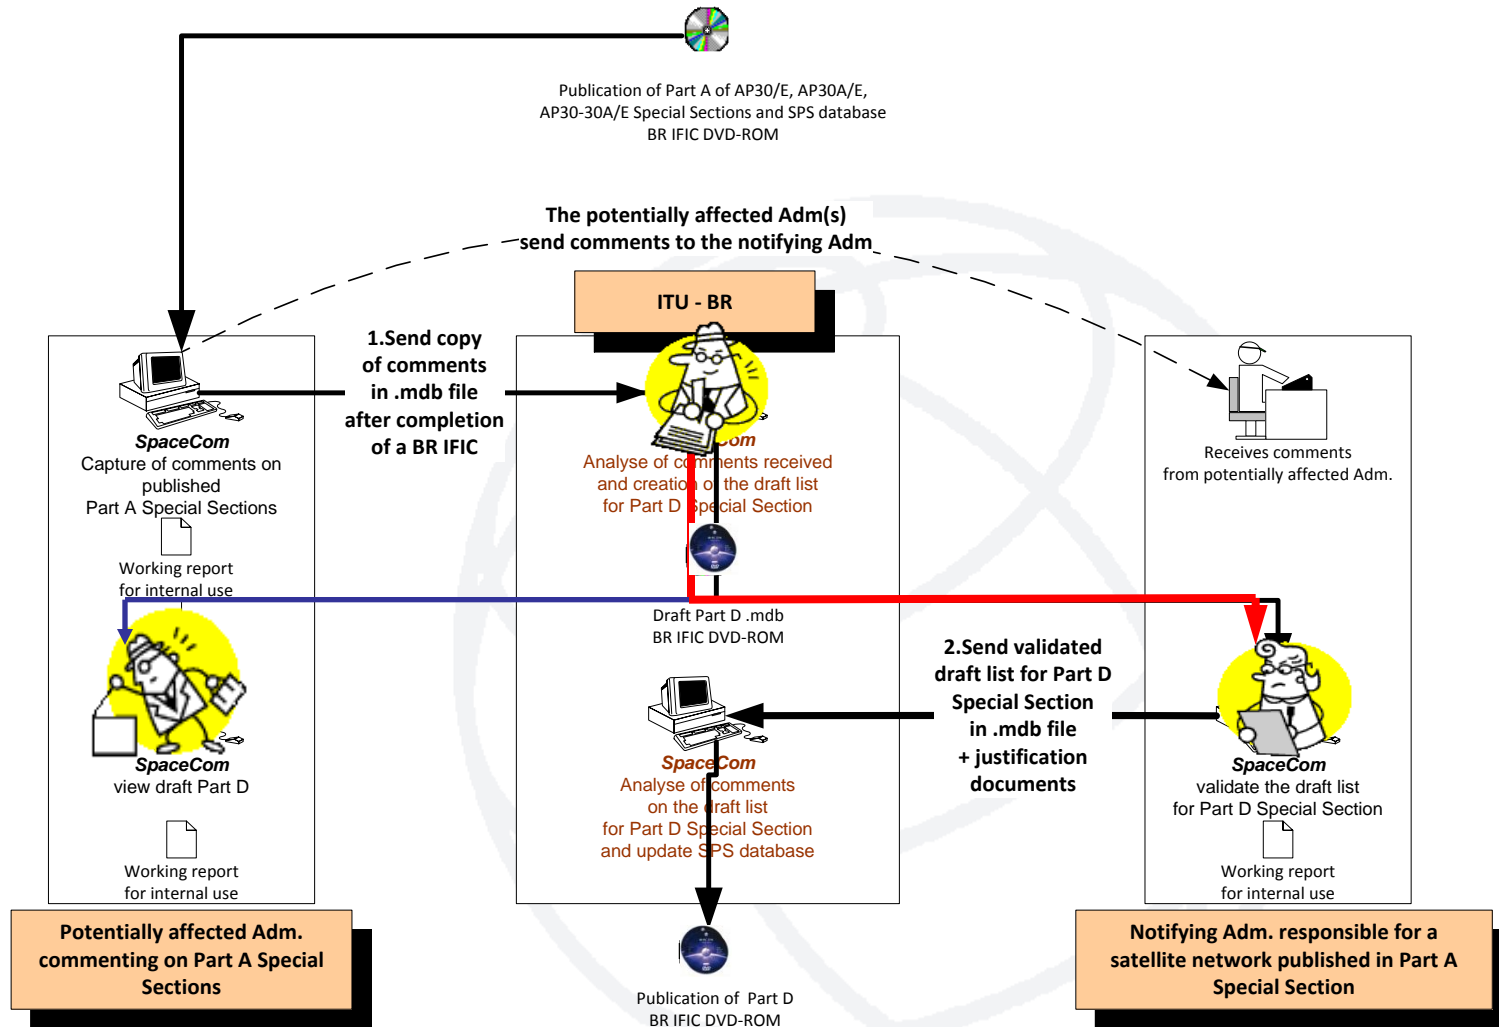 Publication of Part A of AP30/E, AP30A/E,
AP30-30A/E Special Sections and SPS database
BR IFIC DVD-ROM
The potentially affected Adm(s)
send comments to the notifying Adm
ITU - BR
1.Send copy
of comments
in .mdb file
after completion
of a BR IFIC
SpaceCom
Capture of comments on
published
Part A Special Sections
Working report
for internal use
Com
Analyse of comments received
and creation of the draft list
for Part D Special Section
Receives comments
from potentially affected Adm.
Draft Part D .mdb
BR IFIC DVD-ROM
2.Send validated
draft list for Part D
Special Section
in .mdb file
+ justification
documents
SpaceCom
view draft Part D
Working report
for internal use
SpaceCom
Analyse of comments
on the draft list
for Part D Special Section
and update SPS database
SpaceCom
validate the draft list
for Part D Special Section
Working report
for internal use
Potentially affected Adm.
commenting on Part A Special
Sections
Publication of Part D
BR IFIC DVD-ROM
Notifying Adm. responsible for a
satellite network published in Part A
Special Section